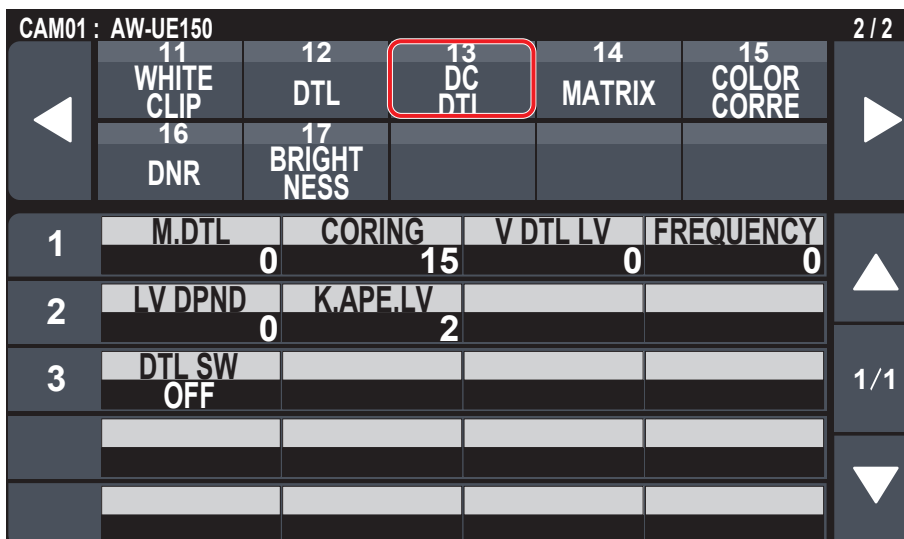 CAM01 : AW-UE150 2 / 2
11 12 13 14 15
WHITE CLIP DTL DC DTL MATRIX COLOR CORRE
16 17
DNR BRIGHT NESS
1 M.DTL CORING V DTL LV FREQUENCY
0 15 0 0
2 LV DPND K.APE.LV
0 2
3 DTL SW 1/1
OFF